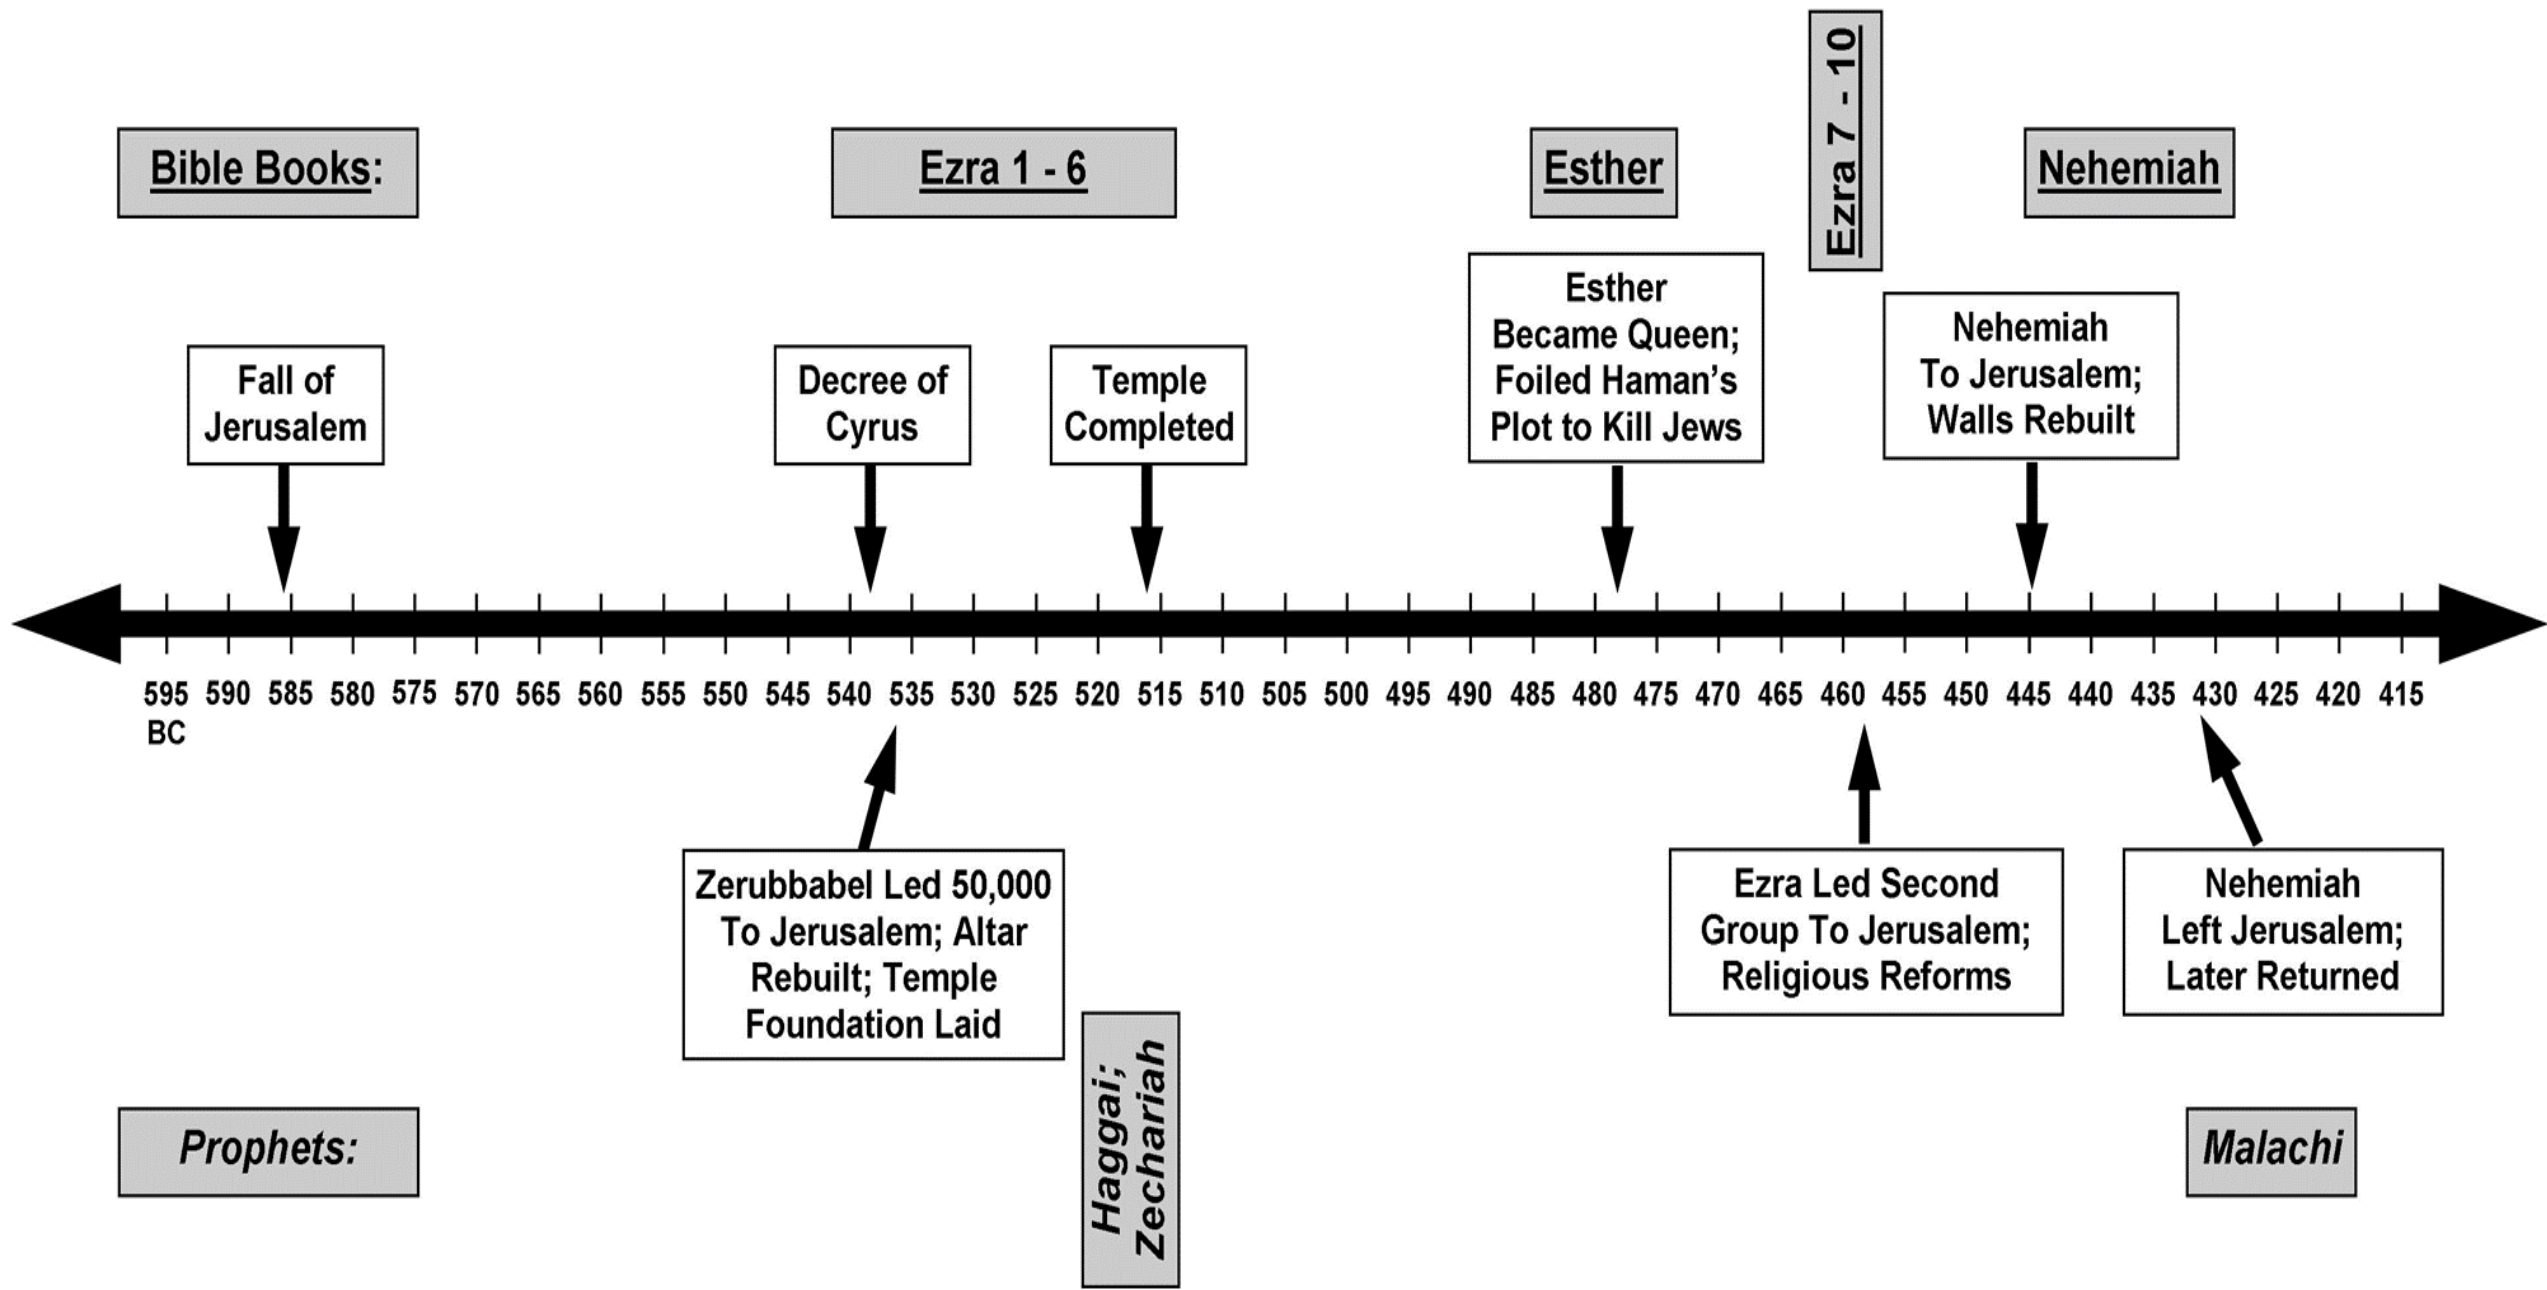 Bible Books:
Ezra 1 - 6
Esther
Ezra 7 - 10
Nehemiah
Fall of
Jerusalem
Decree of
Cyrus
Temple
Completed
Esther
Became Queen;
Foiled Haman’s
Plot to Kill Jews
Nehemiah
To Jerusalem;
Walls Rebuilt
595 590 585 580 575 570 565 560 555 550 545 540 535 530 525 520 515 510 505 500 495 490 485 480 475 470 465 460 455 450 445 440 435 430 425 420 415
BC
Zerubbabel Led 50,000
To Jerusalem; Altar
Rebuilt; Temple
Foundation Laid
Ezra Led Second
Group To Jerusalem;
Religious Reforms
Nehemiah
Left Jerusalem;
Later Returned
Prophets:
Haggai;
Zechariah
Malachi